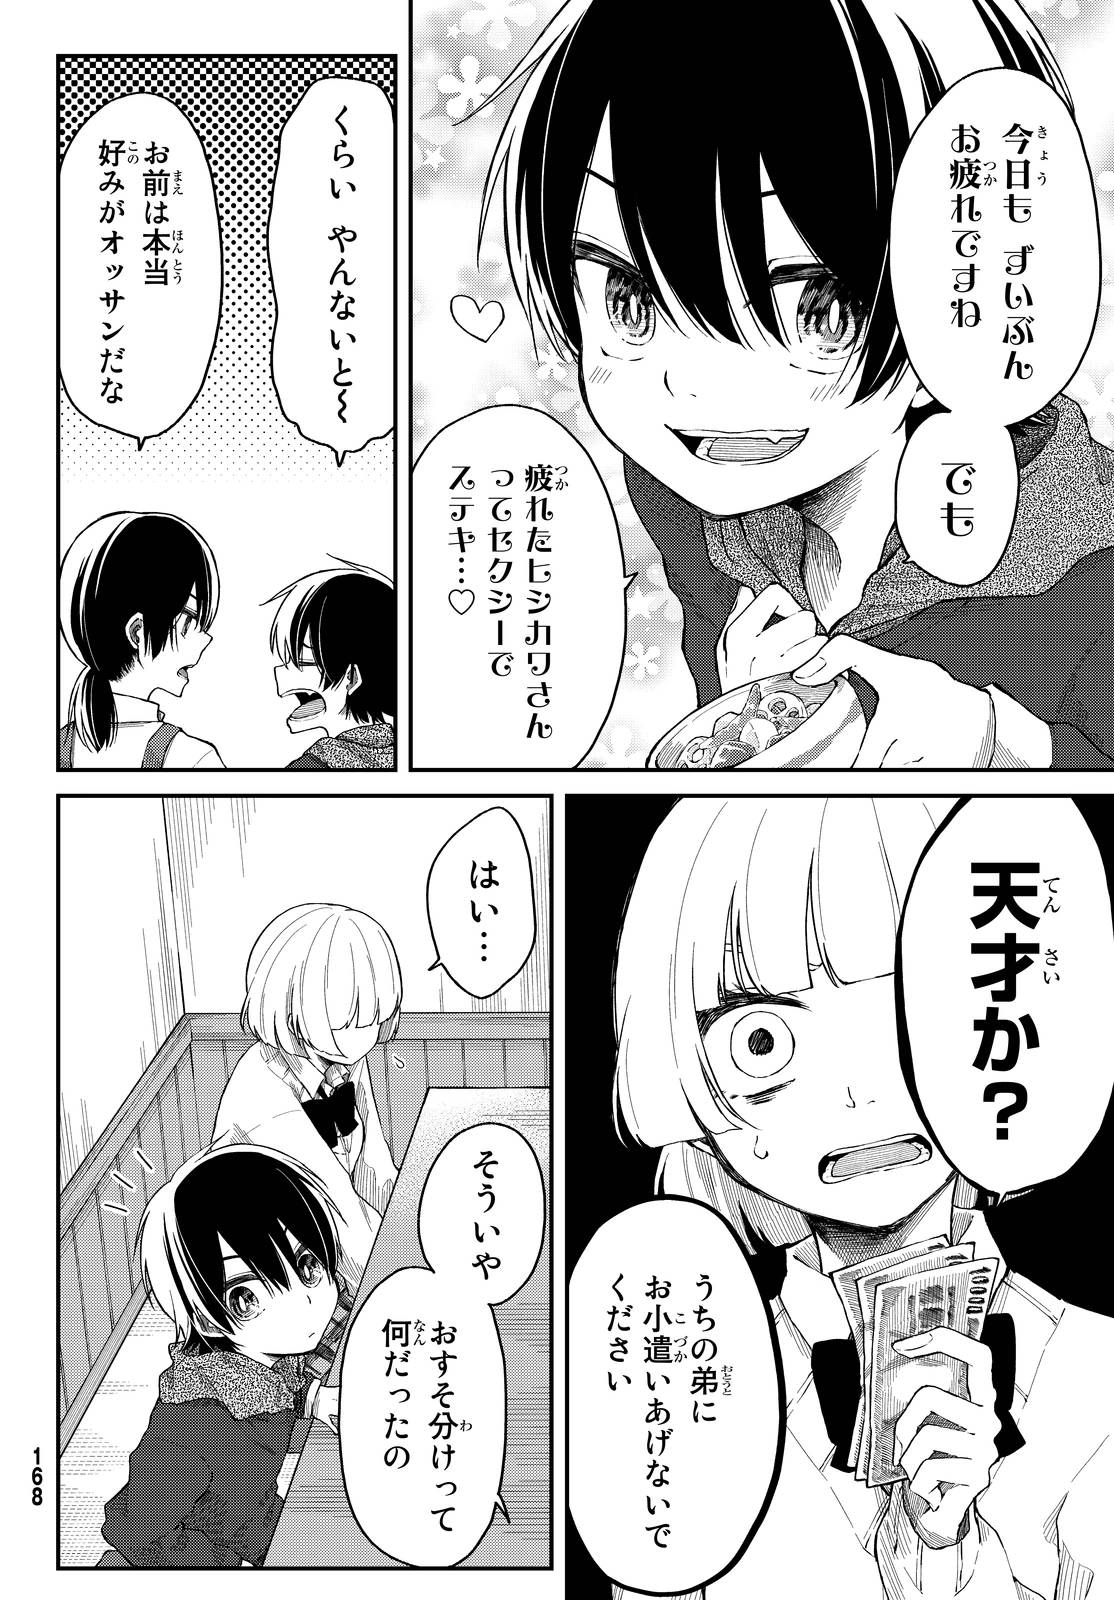 今日も ずいぶん
お疲れですね
でも
疲れたヒシカワさん
ってセクシーで
ステキ…♡
くらい やんないと〜
お前は本当
好みがオッサンだな
天才か?
うちの弟に
お小遣いあげないで
ください
はい…
そういや
おすそ分けって
何だったの
168